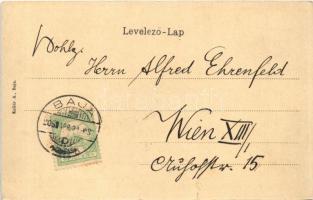 Levelező-Lap
Wohlg.
Herrn Alfred Ehrenfeld
Wien XIII/
Auhofstr. 15
BAJA